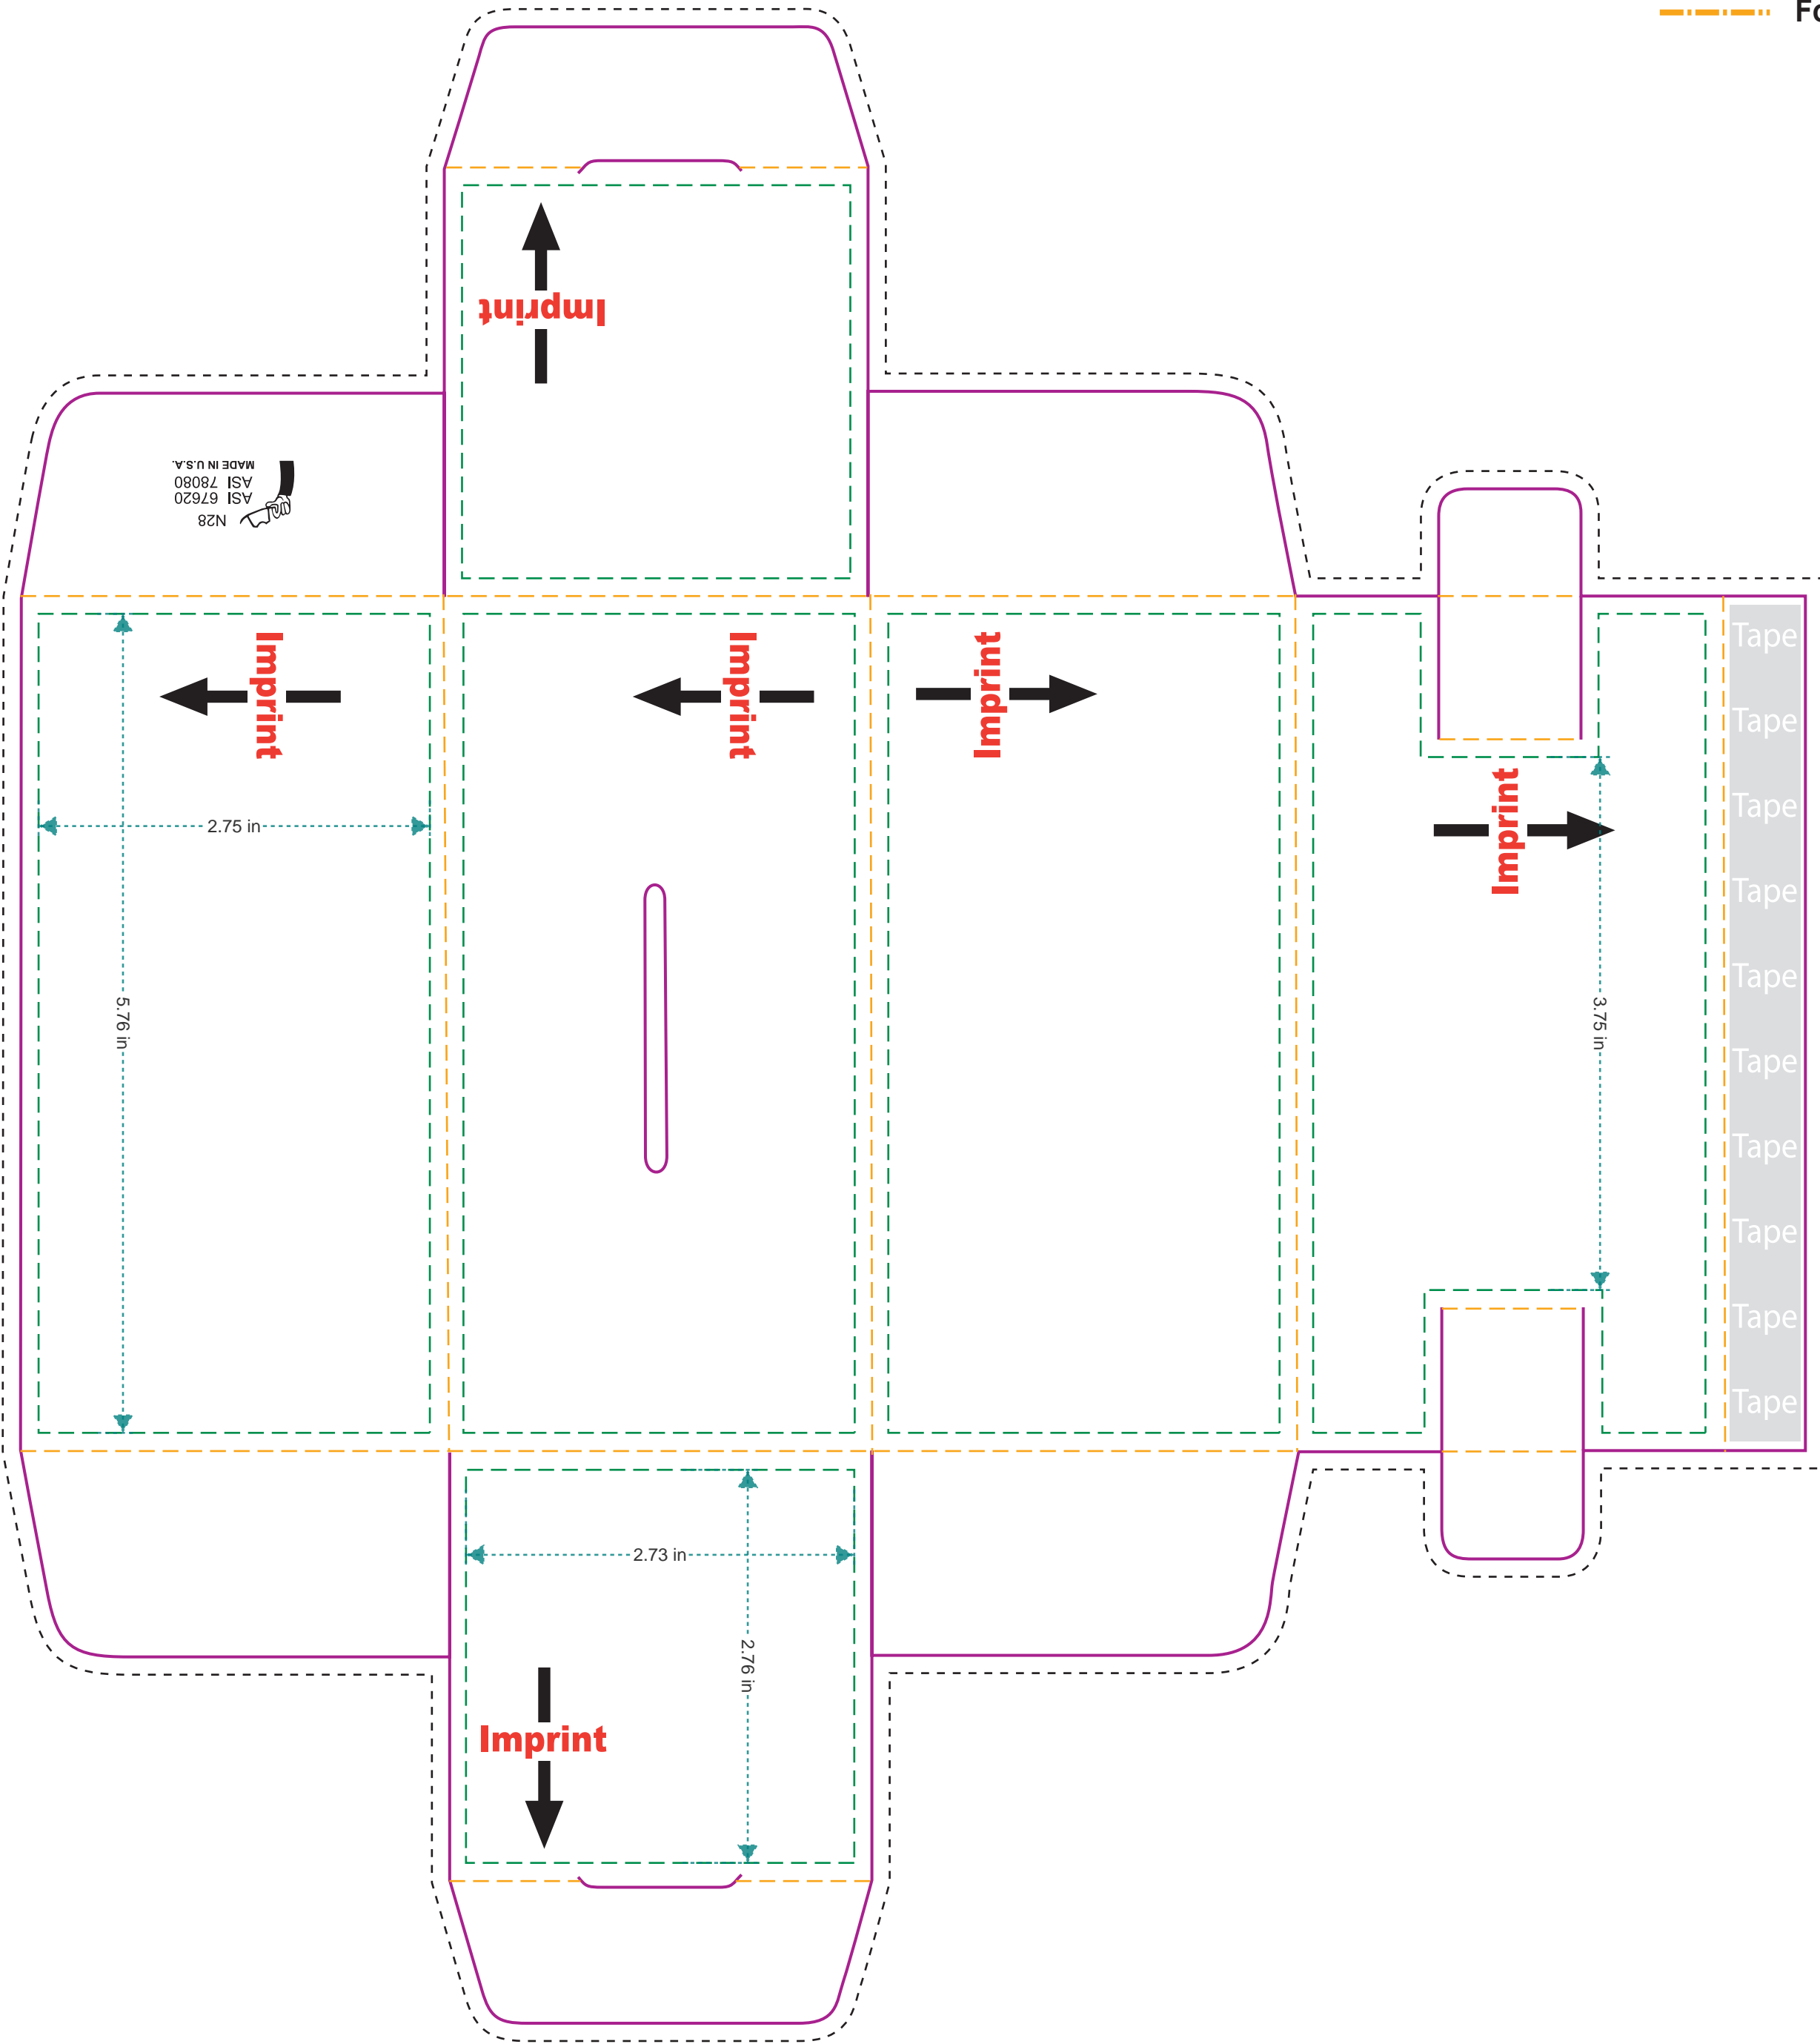 Fo
Imprint
MADE IN U.S.A.
ASI 78080
ASI 67620
N28
Imprint
Imprint
Imprint
Imprint
Tape
Tape
Tape
Tape
Tape
Tape
Tape
Tape
Tape
Tape
2.75 in
5.76 in
3.75 in
2.73 in
2.76 in
Imprint